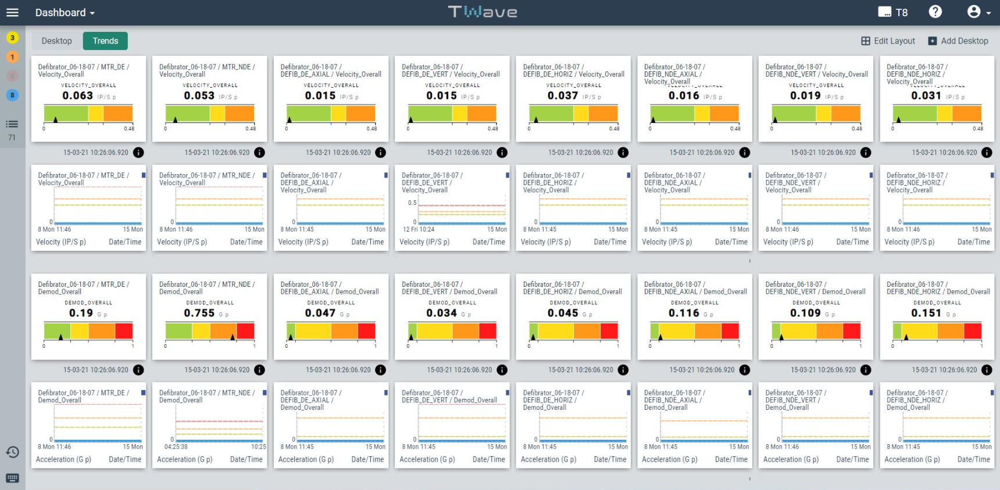 Dashboard
TWave
T8
3
1
8
8
71
Desktop
Trends
Edit Layout
Add Desktop
Defibrator_06-18-07 / MTR_DE /
Velocity_Overall
VELOCITY_OVERALL
0.063 IP/S p
0 0.48
15-03-21 10:26:06.920
Defibrator_06-18-07 / MTR_NDE /
Velocity_Overall
VELOCITY_OVERALL
0.053 IP/S p
0 0.48
15-03-21 10:26:06.920
Defibrator_06-18-07 /
DEFIB_DE_AXIAL / Velocity_Overall
VELOCITY_OVERALL
0.015 IP/S p
0 0.48
15-03-21 10:26:06.920
Defibrator_06-18-07 /
DEFIB_DE_VERT / Velocity_Overall
VELOCITY_OVERALL
0.015 IP/S p
0 0.48
15-03-21 10:26:06.920
Defibrator_06-18-07 /
DEFIB_DE_HORIZ / Velocity_Overall
VELOCITY_OVERALL
0.037 IP/S p
0 0.48
15-03-21 10:26:06.920
Defibrator_06-18-07 /
DEFIB_NDE_AXIAL /
Velocity_Overall
VELOCITY_OVERALL
0.016 IP/S p
0 0.48
15-03-21 10:26:06.920
Defibrator_06-18-07 /
DEFIB_NDE_VERT / Velocity_Overall
VELOCITY_OVERALL
0.019 IP/S p
0 0.48
15-03-21 10:26:06.920
Defibrator_06-18-07 /
DEFIB_NDE_HORIZ /
Velocity_Overall
VELOCITY_OVERALL
0.031 IP/S p
0 0.48
15-03-21 10:26:06.920
Defibrator_06-18-07 / MTR_DE /
Velocity_Overall
0
8 Mon 11:46 15 Mon
Velocity (IP/S p) Date/Time
Defibrator_06-18-07 / MTR_NDE /
Velocity_Overall
0
8 Mon 11:46 15 Mon
Velocity (IP/S p) Date/Time
Defibrator_06-18-07 /
DEFIB_DE_AXIAL /
Velocity_Overall
0
8 Mon 11:45 15 Mon
Velocity (IP/S p) Date/Time
Defibrator_06-18-07 /
DEFIB_DE_VERT /
Velocity_Overall
0.5
0
12 Fri 10:24 15 Mon
Velocity (IP/S p) Date/Time
Defibrator_06-18-07 /
DEFIB_DE_HORIZ /
Velocity_Overall
0
8 Mon 11:45 15 Mon
Velocity (IP/S p) Date/Time
Defibrator_06-18-07 /
DEFIB_NDE_AXIAL /
Velocity_Overall
0
8 Mon 11:45 15 Mon
Velocity (IP/S p) Date/Time
Defibrator_06-18-07 /
DEFIB_NDE_VERT /
Velocity_Overall
0
8 Mon 11:46 15 Mon
Velocity (IP/S p) Date/Time
Defibrator_06-18-07 /
DEFIB_NDE_HORIZ /
Velocity_Overall
0
8 Mon 11:46 15 Mon
Velocity (IP/S p) Date/Time
Defibrator_06-18-07 / MTR_DE /
Demod_Overall
DEMOD_OVERALL
0.19 G p
0 1
15-03-21 10:26:06.920
Defibrator_06-18-07 / MTR_NDE /
Demod_Overall
DEMOD_OVERALL
0.755 G p
0 1
15-03-21 10:26:06.920
Defibrator_06-18-07 /
DEFIB_DE_AXIAL / Demod_Overall
DEMOD_OVERALL
0.047 G p
0 1
15-03-21 10:26:06.920
Defibrator_06-18-07 /
DEFIB_DE_VERT / Demod_Overall
DEMOD_OVERALL
0.034 G p
0 1
15-03-21 10:26:06.920
Defibrator_06-18-07 /
DEFIB_DE_HORIZ / Demod_Overall
DEMOD_OVERALL
0.045 G p
0 1
15-03-21 10:26:06.920
Defibrator_06-18-07 /
DEFIB_NDE_AXIAL / Demod_Overall
DEMOD_OVERALL
0.116 G p
0 1
15-03-21 10:26:06.920
Defibrator_06-18-07 /
DEFIB_NDE_VERT / Demod_Overall
DEMOD_OVERALL
0.109 G p
0 1
15-03-21 10:26:06.920
Defibrator_06-18-07 /
DEFIB_NDE_HORIZ / Demod_Overall
DEMOD_OVERALL
0.151 G p
0 1
15-03-21 10:26:06.920
Defibrator_06-18-07 / MTR_DE /
Demod_Overall
0
8 Mon 11:46 15 Mon
Acceleration (G p) Date/Time
Defibrator_06-18-07 / MTR_NDE /
Demod_Overall
0
04:25:38 10:25
Acceleration (G p) Date/Time
Defibrator_06-18-07 /
DEFIB_DE_AXIAL /
Demod_Overall
0
8 Mon 11:45 15 Mon
Acceleration (G p) Date/Time
Defibrator_06-18-07 /
DEFIB_DE_VERT / Demod_Overall
0
8 Mon 11:45 15 Mon
Acceleration (G p) Date/Time
Defibrator_06-18-07 /
DEFIB_DE_HORIZ /
Demod_Overall
0
8 Mon 11:45 15 Mon
Acceleration (G p) Date/Time
Defibrator_06-18-07 /
DEFIB_NDE_AXIAL /
Demod_Overall
0
8 Mon 11:45 15 Mon
Acceleration (G p) Date/Time
Defibrator_06-18-07 /
DEFIB_NDE_VERT /
Demod_Overall
0
8 Mon 11:46 15 Mon
Acceleration (G p) Date/Time
Defibrator_06-18-07 /
DEFIB_NDE_HORIZ /
Demod_Overall
0
8 Mon 11:45 15 Mon
Acceleration (G p) Date/Time